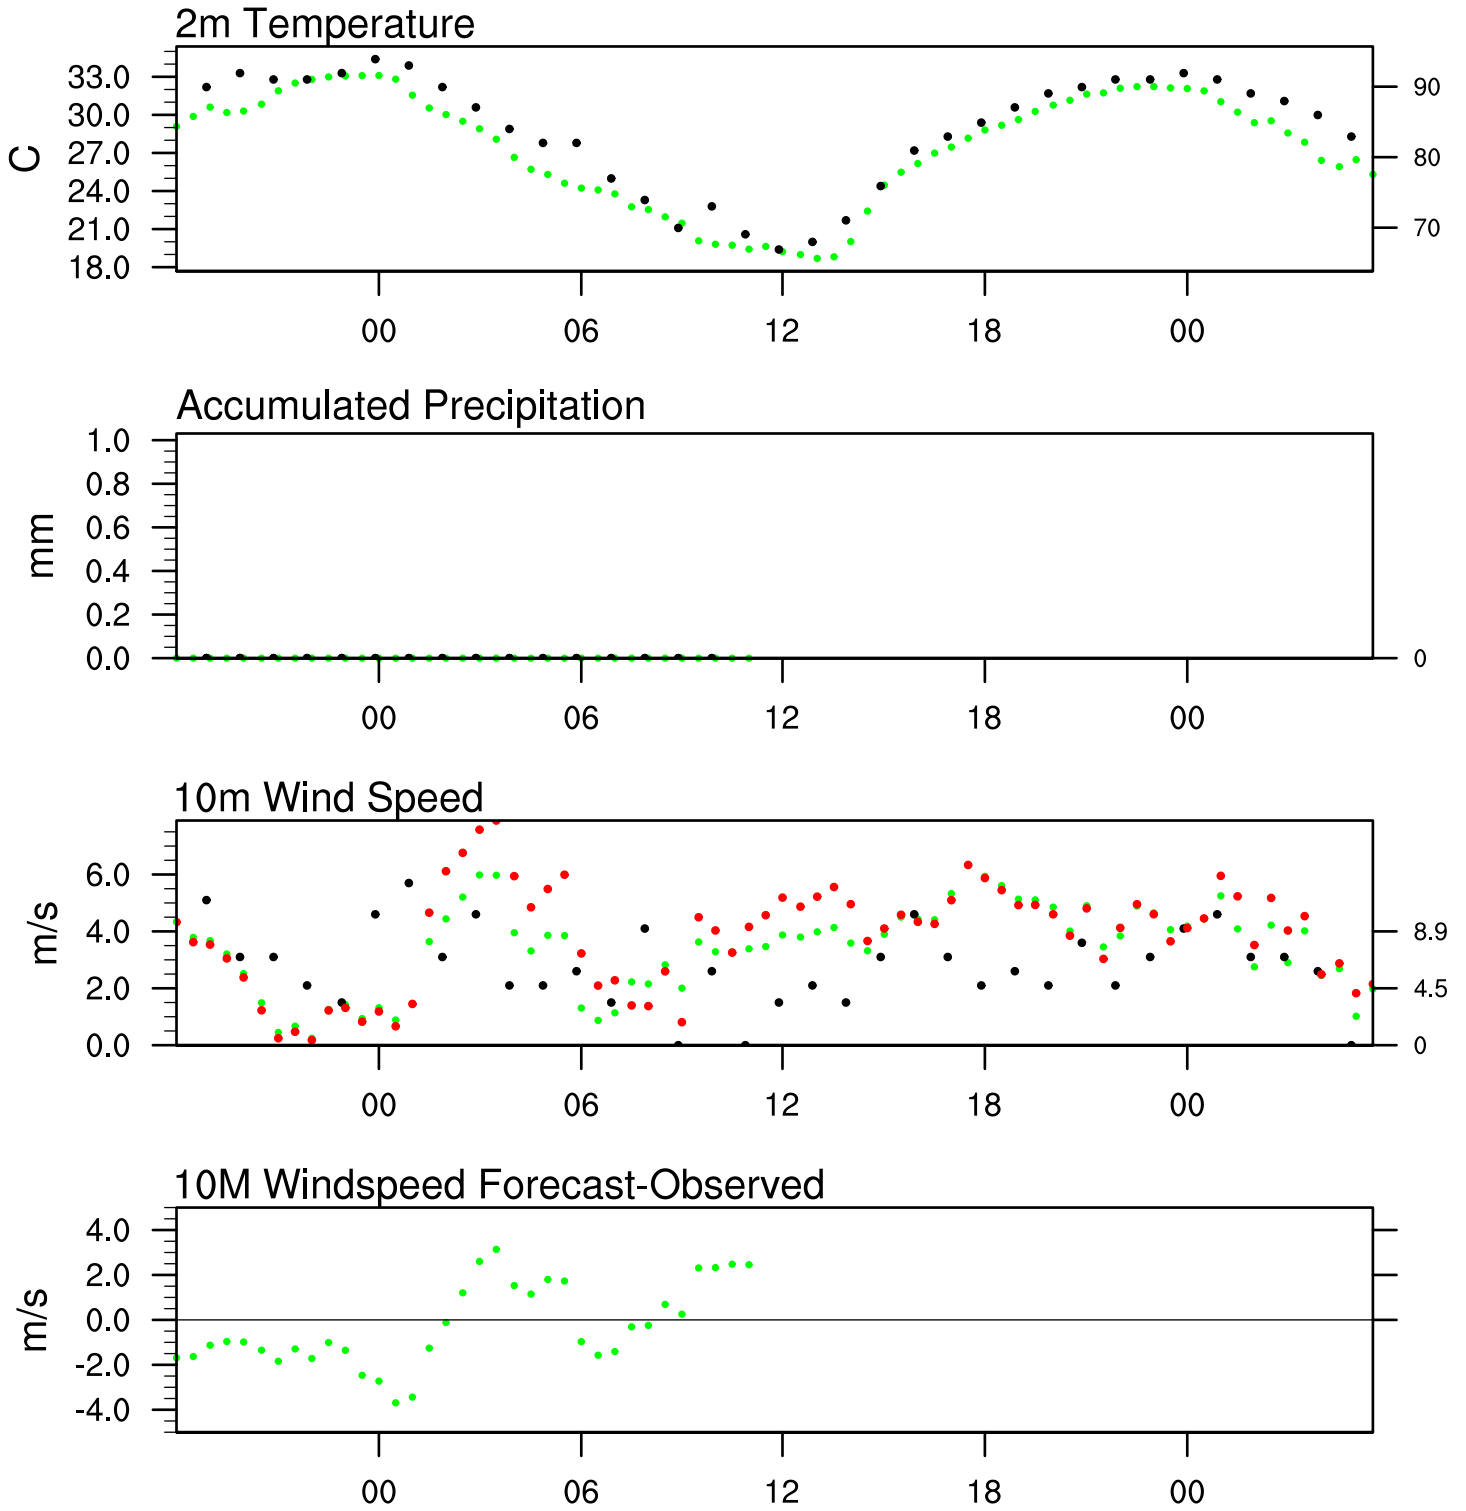 2m Temperature
33.0
30.0
27.0
24.0
21.0
18.0
C
90
80
70
00 06 12 18 00
Accumulated Precipitation
1.0
0.8
0.6
0.4
0.2
0.0
mm
0
00 06 12 18 00
10m Wind Speed
6.0
4.0
2.0
0.0
m/s
8.9
4.5
0
00 06 12 18 00
10M Windspeed Forecast-Observed
4.0
2.0
0.0
-2.0
-4.0
m/s
00 06 12 18 00